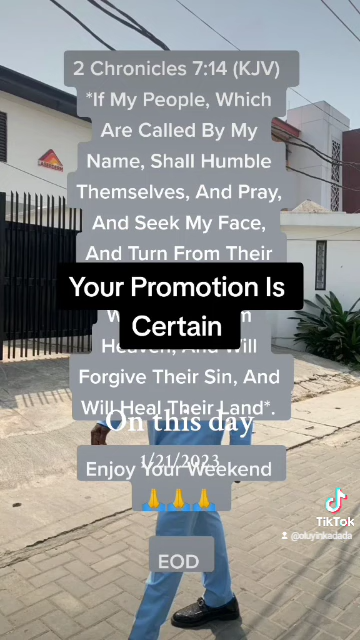 2 Chronicles 7:14 (KJV)
*If My People, Which
Are Called By My
Name, Shall Humble
Themselves, And Pray,
And Seek My Face,
And Turn From Their
Your Promotion Is
Certain
Heaven, And Will
Forgive Their Sin, And
Will Heal Their Land*.
On this day
1/21/2023
Enjoy Your Weekend
🙏🙏🙏
EOD
TikTok
@oluyinkadada